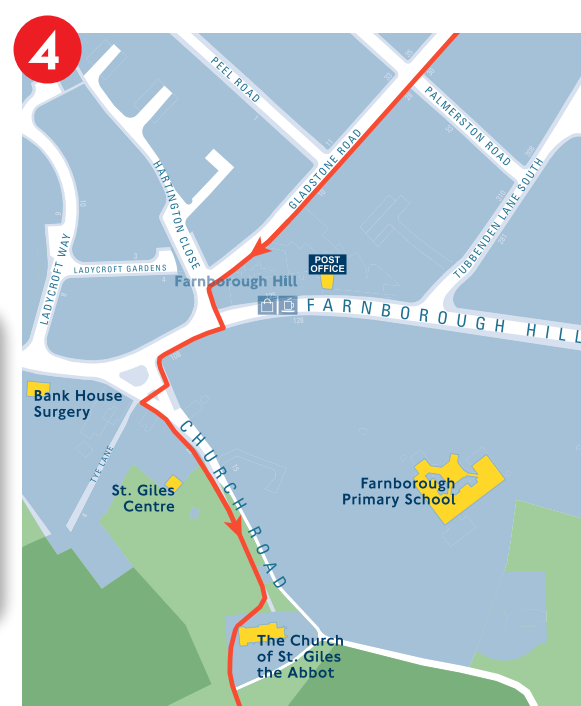 4
PEEL ROAD
PALMERSTON ROAD
GLADSTONE ROAD
HARTINGTON CLOSE
TUBBENDEN LANE SOUTH
LADYCROFT WAY
LADYCROFT GARDENS
POST
OFFICE
Farnborough Hill
FARNBOROUGH HILL
Bank House
Surgery
CHURCH ROAD
TYE LANE
St. Giles
Centre
Farnborough
Primary School
The Church
of St. Giles
the Abbot